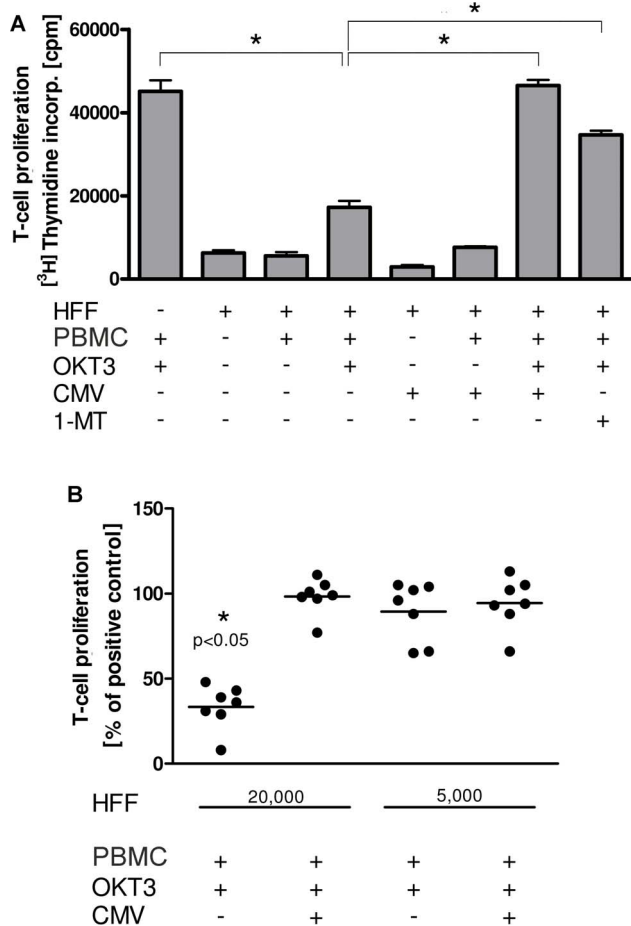 A
T-cell proliferation
[³H] Thymidine incorp. [cpm]
60000
40000
20000
0
*
*
*
HFF - + + + + + + +
PBMC + - + + - + + +
OKT3 + - - + - - + +
CMV - - - - + + + -
1-MT - - - - - - - +
B
T-cell proliferation
[% of positive control]
150
100
50
0
*
p<0.05
HFF 20,000 5,000
PBMC + + + +
OKT3 + + + +
CMV - + - +